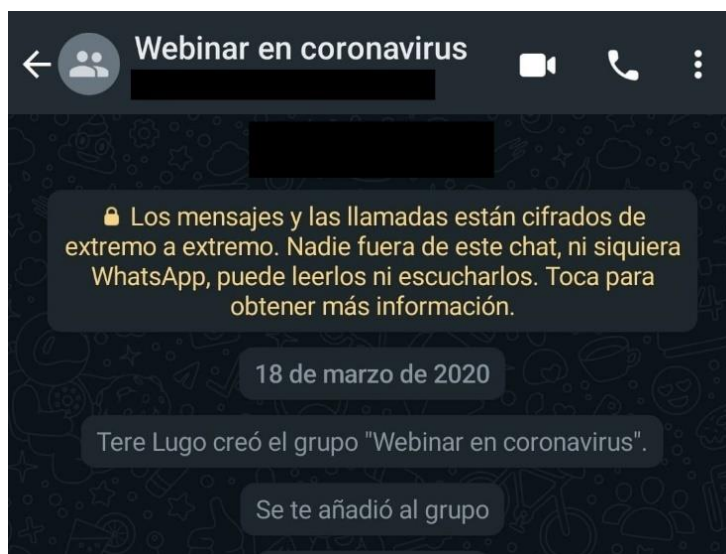 Webinar en coronavirus
Los mensajes y las llamadas están cifrados de
extremo a extremo. Nadie fuera de este chat, ni siquiera
WhatsApp, puede leerlos ni escucharlos. Toca para
obtener más información.
18 de marzo de 2020
Tere Lugo creó el grupo "Webinar en coronavirus".
Se te añadió al grupo